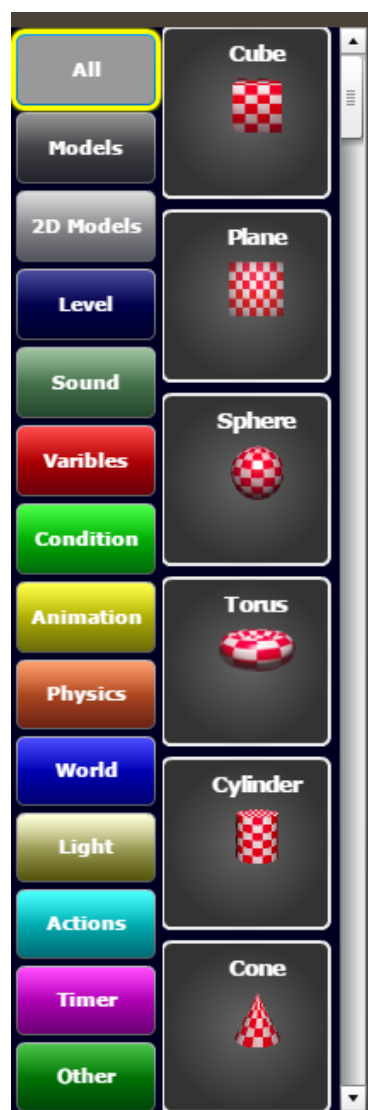 All
Models
2D Models
Level
Sound
Varibles
Condition
Animation
Physics
World
Light
Actions
Timer
Other
Cube
Plane
Sphere
Torus
Cylinder
Cone